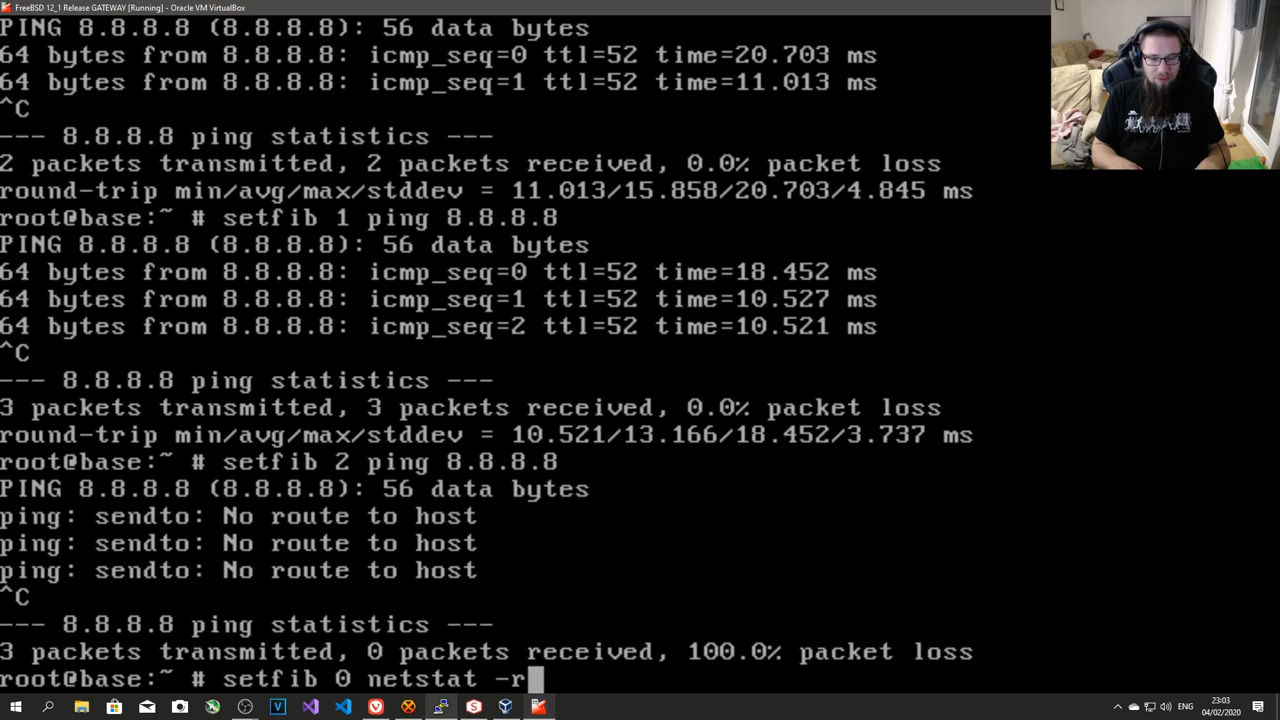 FreeBSD 12_1 Release GATEWAY [Running] - Oracle VM VirtualBox
PING 8.8.8.8 (8.8.8.8): 56 data bytes
64 bytes from 8.8.8.8: icmp_seq=0 ttl=52 time=20.703 ms
64 bytes from 8.8.8.8: icmp_seq=1 ttl=52 time=11.013 ms
^C
--- 8.8.8.8 ping statistics ---
2 packets transmitted, 2 packets received, 0.0% packet loss
round-trip min/avg/max/stddev = 11.013/15.858/20.703/4.845 ms
root@base:~ # setfib 1 ping 8.8.8.8
PING 8.8.8.8 (8.8.8.8): 56 data bytes
64 bytes from 8.8.8.8: icmp_seq=0 ttl=52 time=18.452 ms
64 bytes from 8.8.8.8: icmp_seq=1 ttl=52 time=10.527 ms
64 bytes from 8.8.8.8: icmp_seq=2 ttl=52 time=10.521 ms
^C
--- 8.8.8.8 ping statistics ---
3 packets transmitted, 3 packets received, 0.0% packet loss
round-trip min/avg/max/stddev = 10.521/13.166/18.452/3.737 ms
root@base:~ # setfib 2 ping 8.8.8.8
PING 8.8.8.8 (8.8.8.8): 56 data bytes
ping: sendto: No route to host
ping: sendto: No route to host
ping: sendto: No route to host
^C
--- 8.8.8.8 ping statistics ---
3 packets transmitted, 0 packets received, 100.0% packet loss
root@base:~ # setfib 0 netstat -r
ENG
23:03
04/02/2020